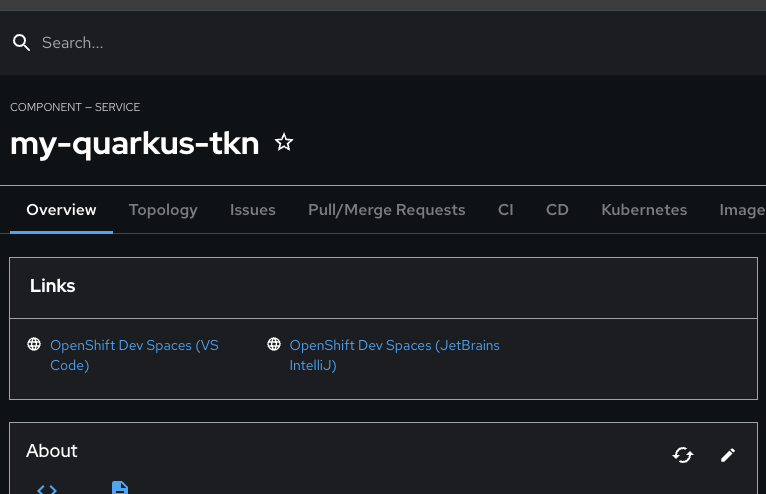 Search...
COMPONENT — SERVICE
my-quarkus-tkn
Overview Topology Issues Pull/Merge Requests CI CD Kubernetes Image
Links
OpenShift Dev Spaces (VS Code)
OpenShift Dev Spaces (JetBrains IntelliJ)
About